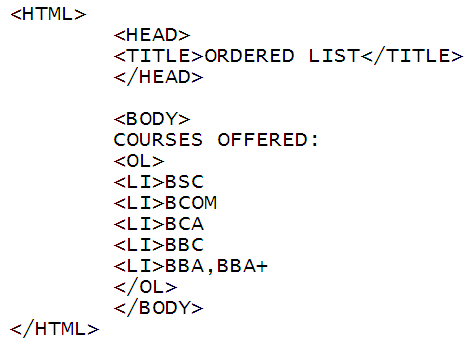 <HTML>
<HEAD>
<TITLE>ORDERED LIST</TITLE>
</HEAD>
<BODY>
COURSES OFFERED:
<OL>
<LI>BSC
<LI>BCOM
<LI>BCA
<LI>BBC
<LI>BBA,BBA+
</OL>
</BODY>
</HTML>